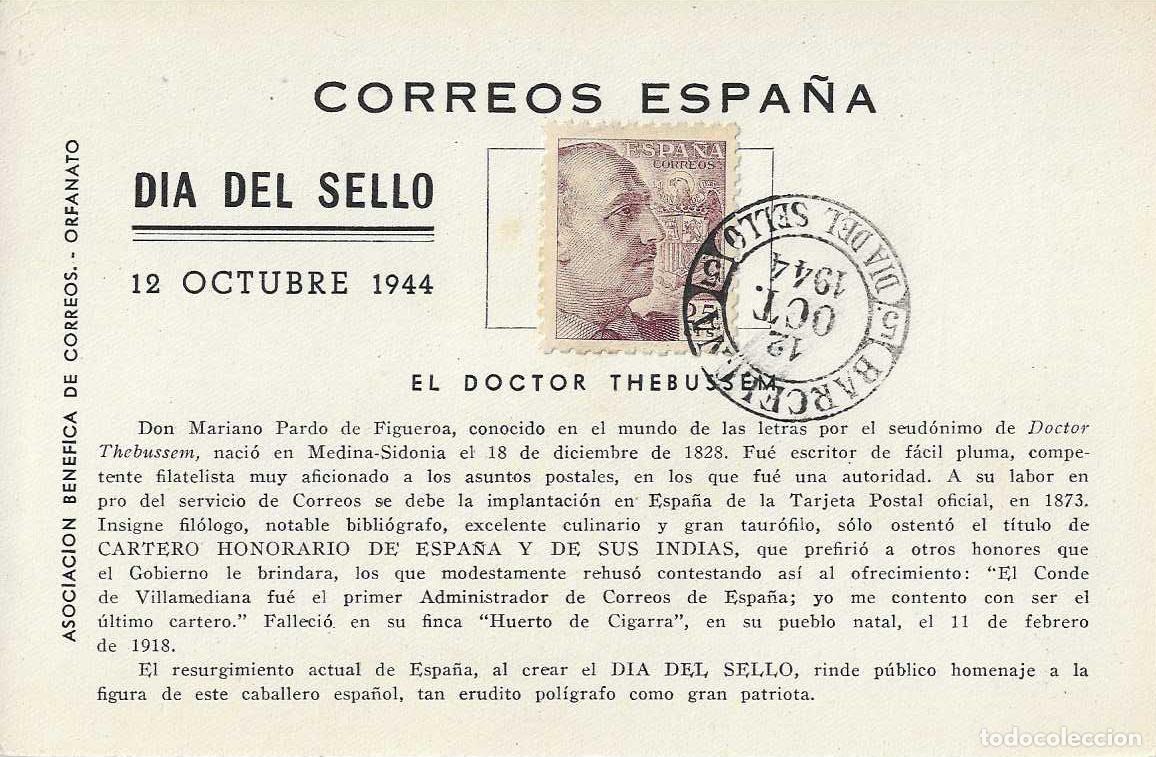 CORREOS ESPAÑA
ASOCIACION BENEFICA DE CORREOS. - ORFANATO
DIA DEL SELLO
12 OCTUBRE 1944
ESPAÑA
CORREOS
DIA DEL SELLO
5 5
12
OCT.
1944
EL DOCTOR THEBUSSEM
Don Mariano Pardo de Figueroa, conocido en el mundo de las letras por el seudónimo de Doctor
Thebussem, nació en Medina-Sidonia el 18 de diciembre de 1828. Fué escritor de fácil pluma, compe-
tente filatelista muy aficionado a los asuntos postales, en los que fué una autoridad. A su labor en
pro del servicio de Correos se debe la implantación en España de la Tarjeta Postal oficial, en 1873.
Insigne filólogo, notable bibliógrafo, excelente culinario y gran taurófilo, sólo ostentó el título de
CARTERO HONORARIO DE ESPAÑA Y DE SUS INDIAS, que prefirió a otros honores que
el Gobierno le brindara, los que modestamente rehusó contestando así al ofrecimiento: "El Conde
de Villamediana fué el primer Administrador de Correos de España; yo me contento con ser el
último cartero." Falleció en su finca "Huerto de Cigarra", en su pueblo natal, el 11 de febrero
de 1918.
El resurgimiento actual de España, al crear el DIA DEL SELLO, rinde público homenaje a la
figura de este caballero español, tan erudito polígrafo como gran patriota.
todocoleccion